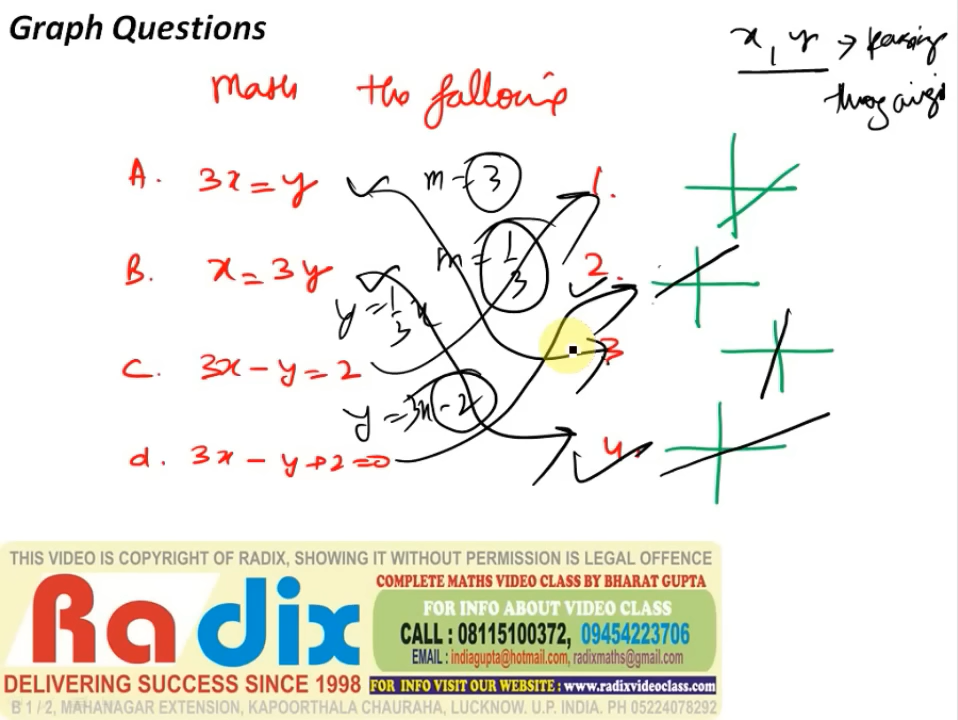 Graph Questions
x, y → passing
throg
the
A. 3x = y
m = 3
1.
B. x = 3y
m = 1/3
2.
y = 1/3 x
3
C. 3x - y = 2
y = 3x - 2
d. 3x - y + 2 = 0
4.
THIS VIDEO IS COPYRIGHT OF RADIX, SHOWING IT WITHOUT PERMISSION IS LEGAL OFFENCE
Radix
COMPLETE MATHS VIDEO CLASS BY BHARAT GUPTA
FOR INFO ABOUT VIDEO CLASS
CALL : 08115100372, 09454223706
EMAIL : indiagupta@hotmail.com, radixmaths@gmail.com
DELIVERING SUCCESS SINCE 1998
FOR INFO VISIT OUR WEBSITE : www.radixvideoclass.com
B 1 / 2, MAHANAGAR EXTENSION, KAPOORTHALA CHAURAHA, LUCKNOW. U.P. INDIA. PH 05224078292